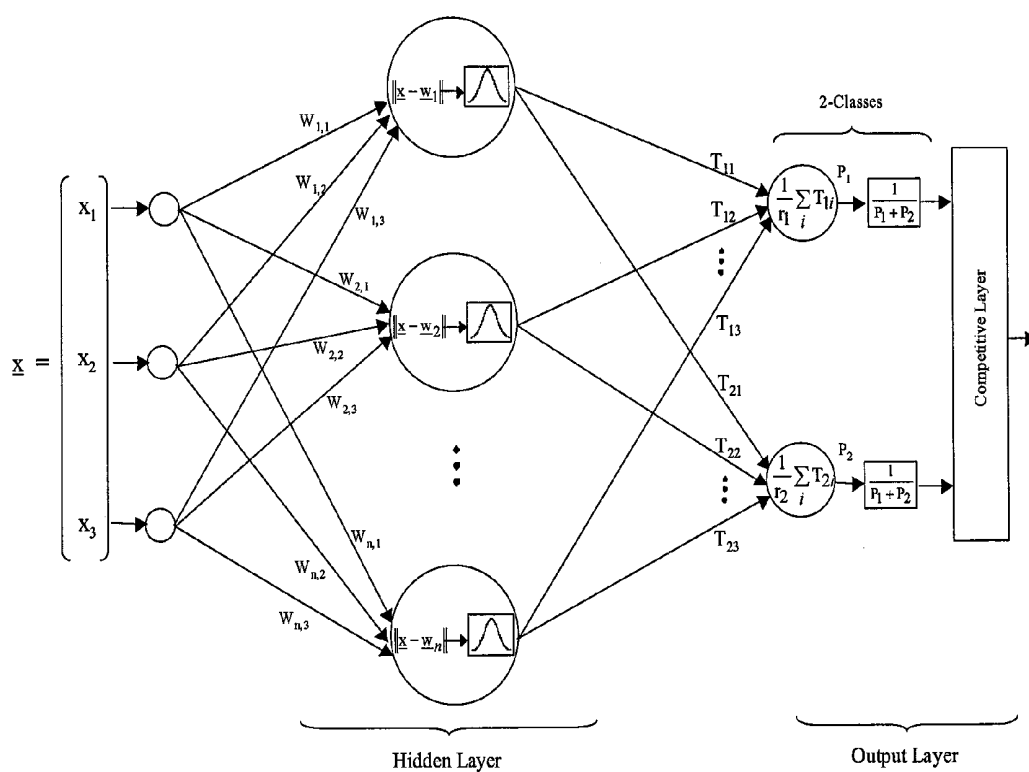 2-Classes
‖x - w₁‖
W₁,₁
W₁,₂
W₁,₃
T₁₁
T₁₂
P₁
1/r₁ ∑ᵢ T₁ᵢ
1/(P₁ + P₂)
x = [x₁ x₂ x₃]
W₂,₁
W₂,₂
W₂,₃
‖x - w₂‖
T₁₃
T₂₁
T₂₂
T₂₃
P₂
1/r₂ ∑ᵢ T₂ᵢ
1/(P₁ + P₂)
Competitive Layer
Wₙ,₁
Wₙ,₂
Wₙ,₃
‖x - wₙ‖
Hidden Layer
Output Layer